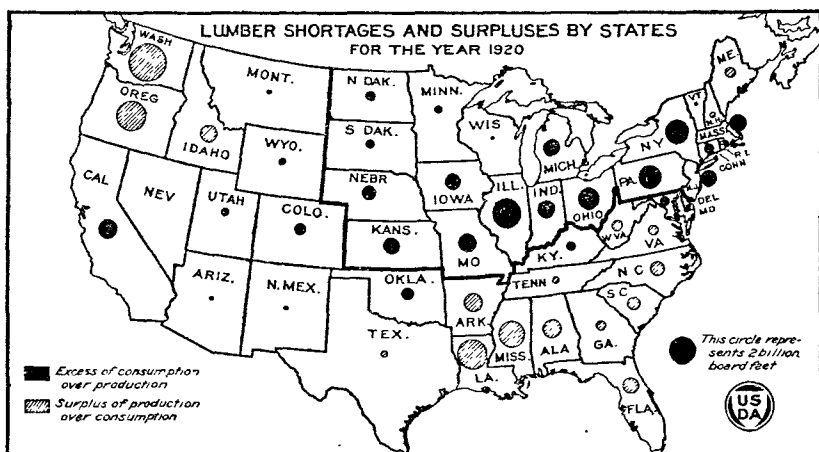 LUMBER SHORTAGES AND SURPLUSES BY STATES
FOR THE YEAR 1920
WASH
OREG
IDAHO
MONT.
WYO.
N DAK.
S DAK.
NEBR
KANS.
MINN.
IOWA
MO
WIS
ILL.
MICH.
IND.
OHIO
CAL
NEV
UTAH
COLO.
ARIZ.
N.MEX.
OKLA.
TEX.
ARK.
LA.
MISS.
ALA
GA.
FLA.
TENN
KY.
W VA
VA
N C
S C
PA.
N Y
VT
N.H.
ME.
MASS
R.I.
CONN
N.J.
DEL
MD
Excess of consumption
over production
Surplus of production
over consumption
This circle repre-
sents 2 billion
board feet
US
DA